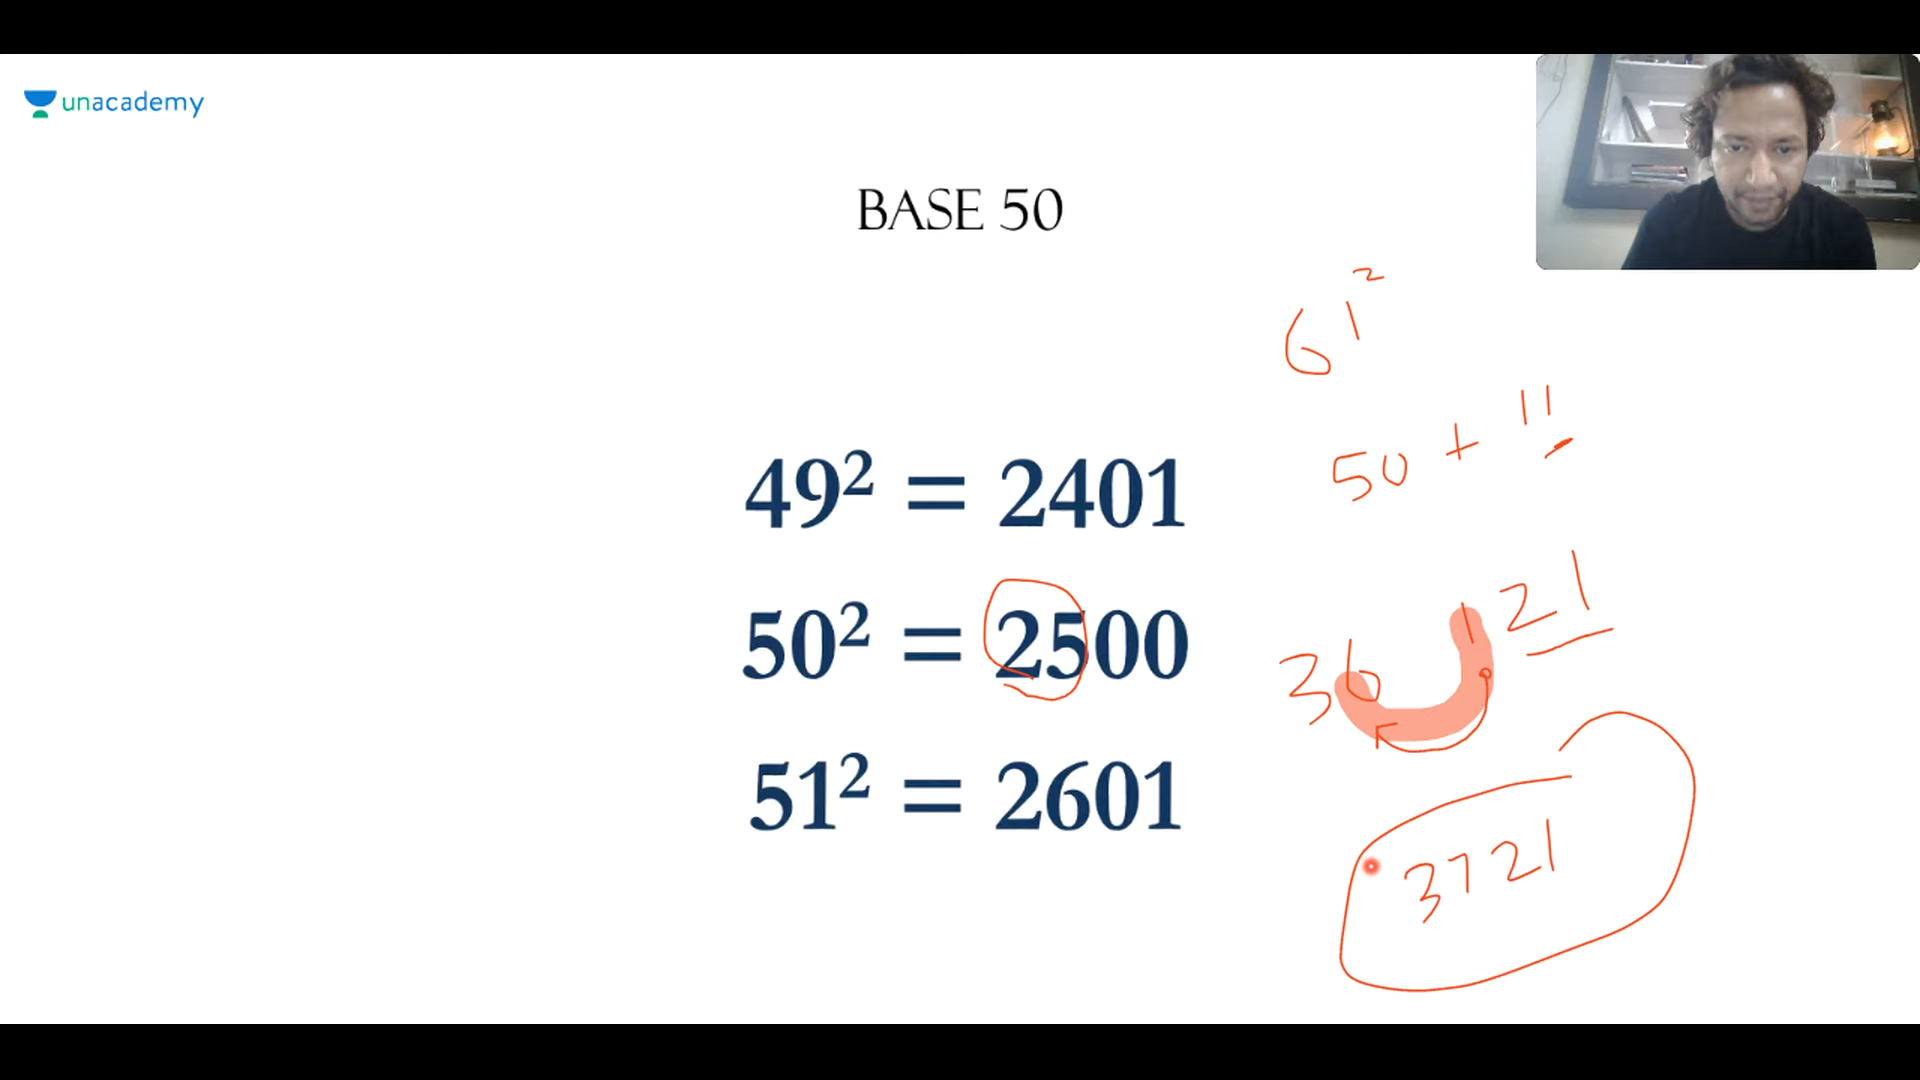 unacademy
BASE 50
61²
50 + 11
49² = 2401
50² = 2500
36 121
51² = 2601
3721